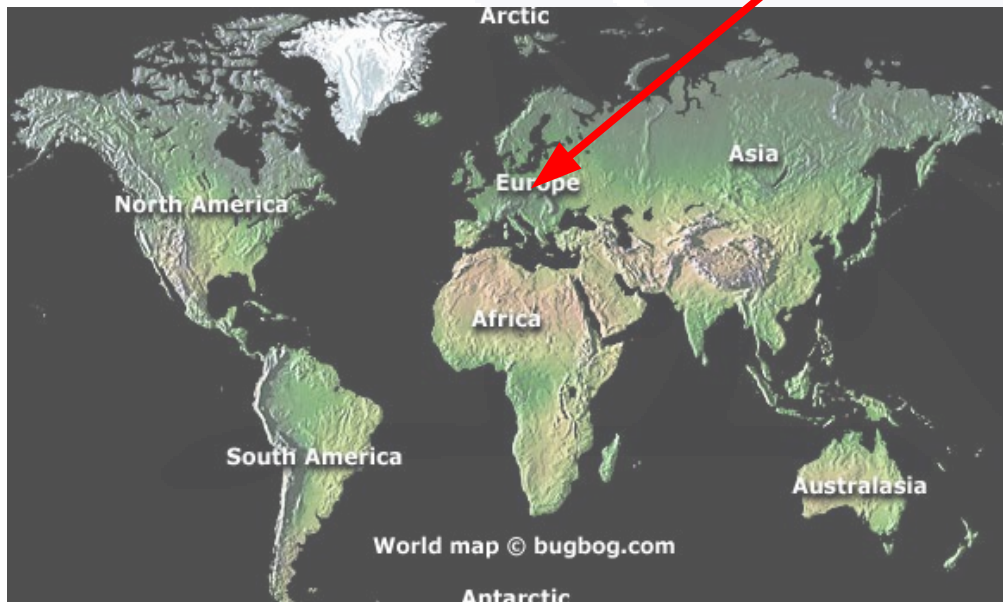 Arctic
Asia
Europe
North America
Africa
South America
Australasia
World map © bugbog.com
Antarctic